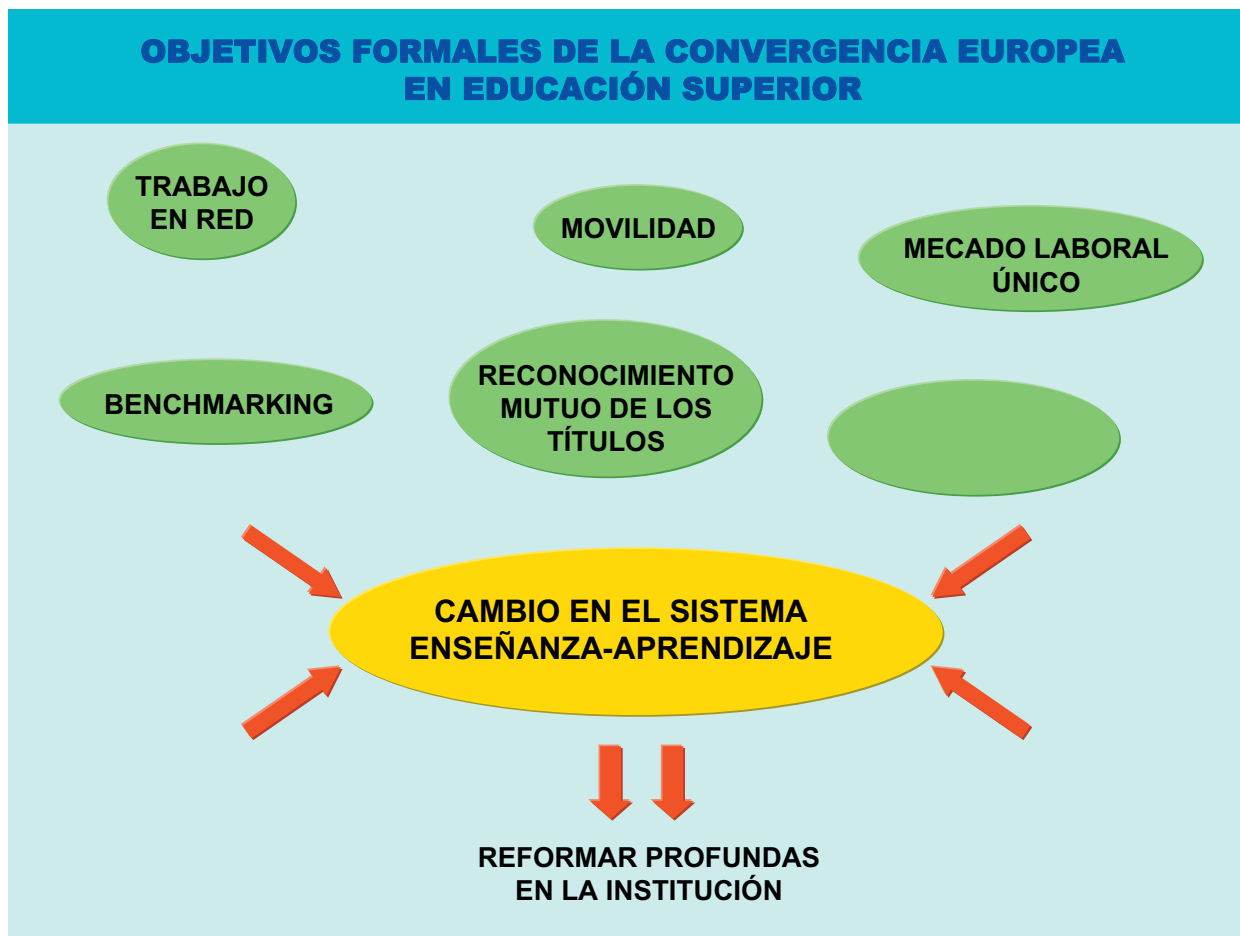 OBJETIVOS FORMALES DE LA CONVERGENCIA EUROPEA
EN EDUCACIÓN SUPERIOR
TRABAJO
EN RED
MOVILIDAD
MECADO LABORAL
ÚNICO
BENCHMARKING
RECONOCIMIENTO
MUTUO DE LOS
TÍTULOS
CAMBIO EN EL SISTEMA
ENSEÑANZA-APRENDIZAJE
REFORMAR PROFUNDAS
EN LA INSTITUCIÓN